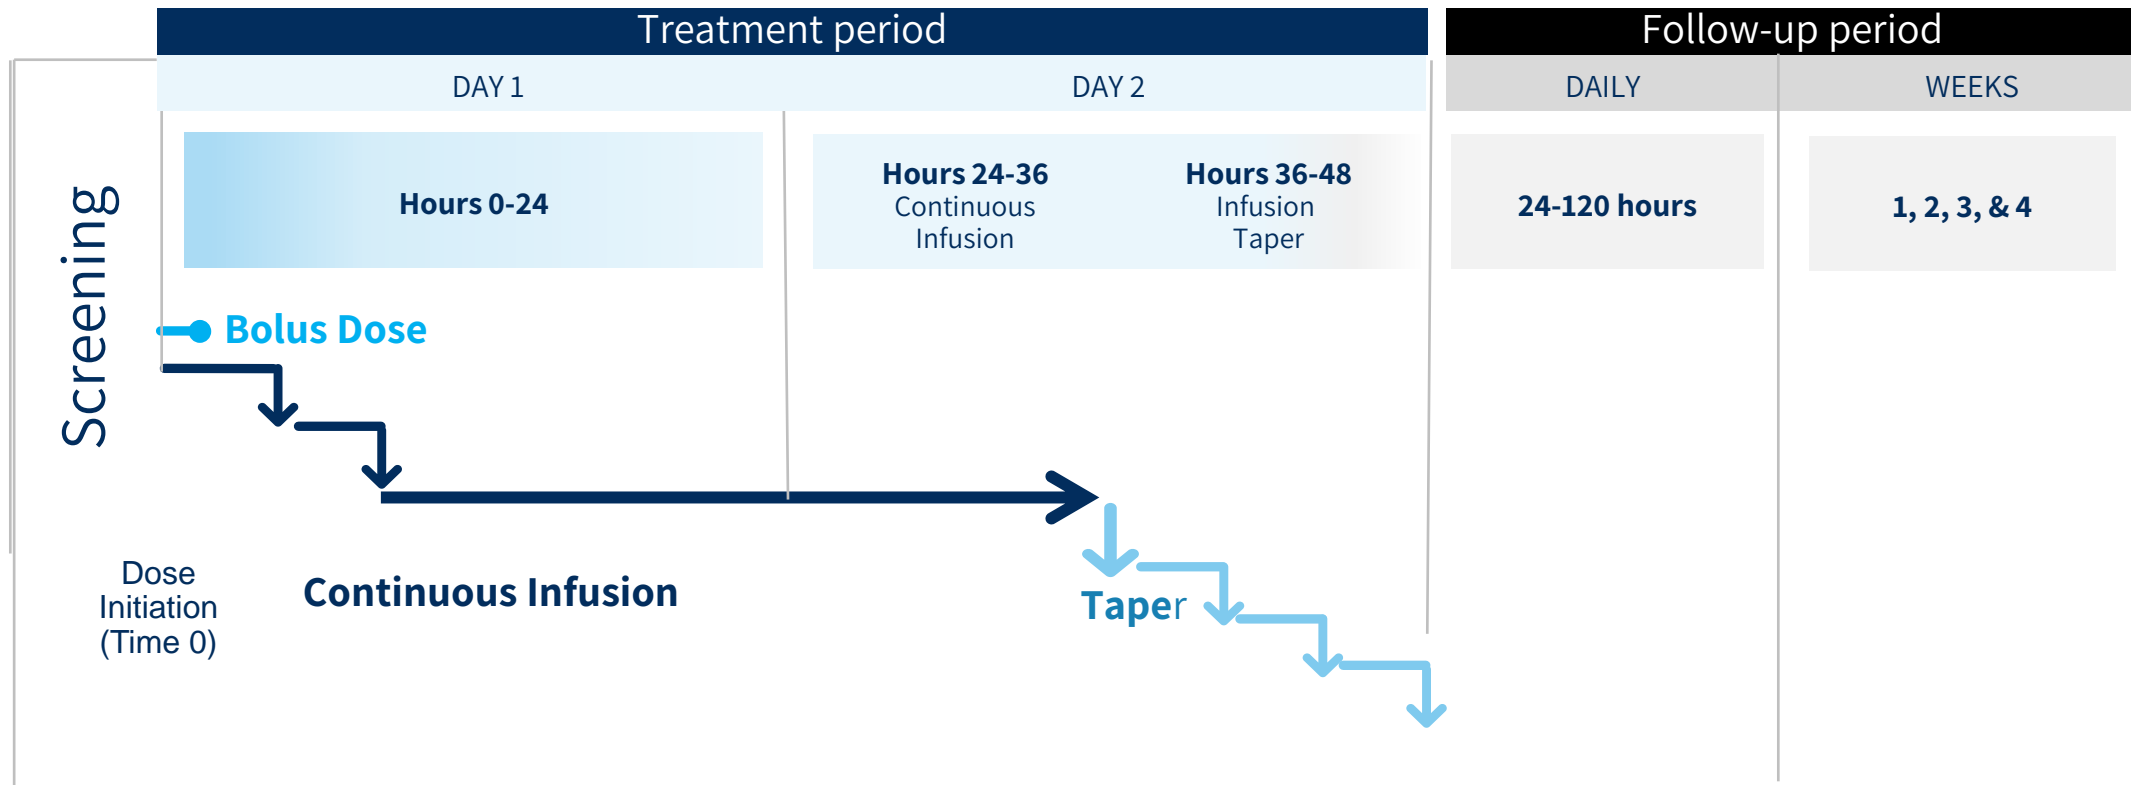 Treatment period
Follow-up period
DAY 1
DAY 2
DAILY
WEEKS
Screening
Hours 0-24
Hours 24-36
Continuous
Infusion
Hours 36-48
Infusion
Taper
24-120 hours
1, 2, 3, & 4
Bolus Dose
Dose
Initiation
(Time 0)
Continuous Infusion
Taper